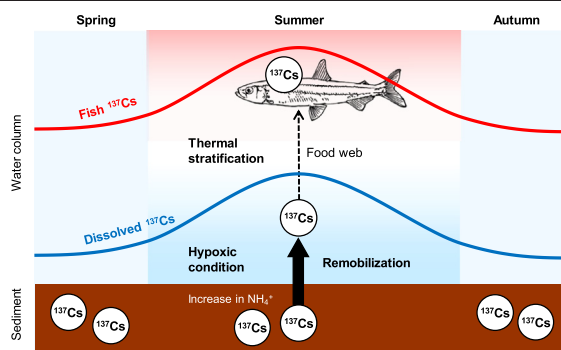 Spring
Summer
Autumn
Water column
Sediment
¹³⁷Cs
Fish ¹³⁷Cs
Thermal
stratification
Food web
Dissolved ¹³⁷Cs
¹³⁷Cs
Hypoxic
condition
Remobilization
Increase in NH₄⁺
¹³⁷Cs
¹³⁷Cs
¹³⁷Cs
¹³⁷Cs
¹³⁷Cs
¹³⁷Cs